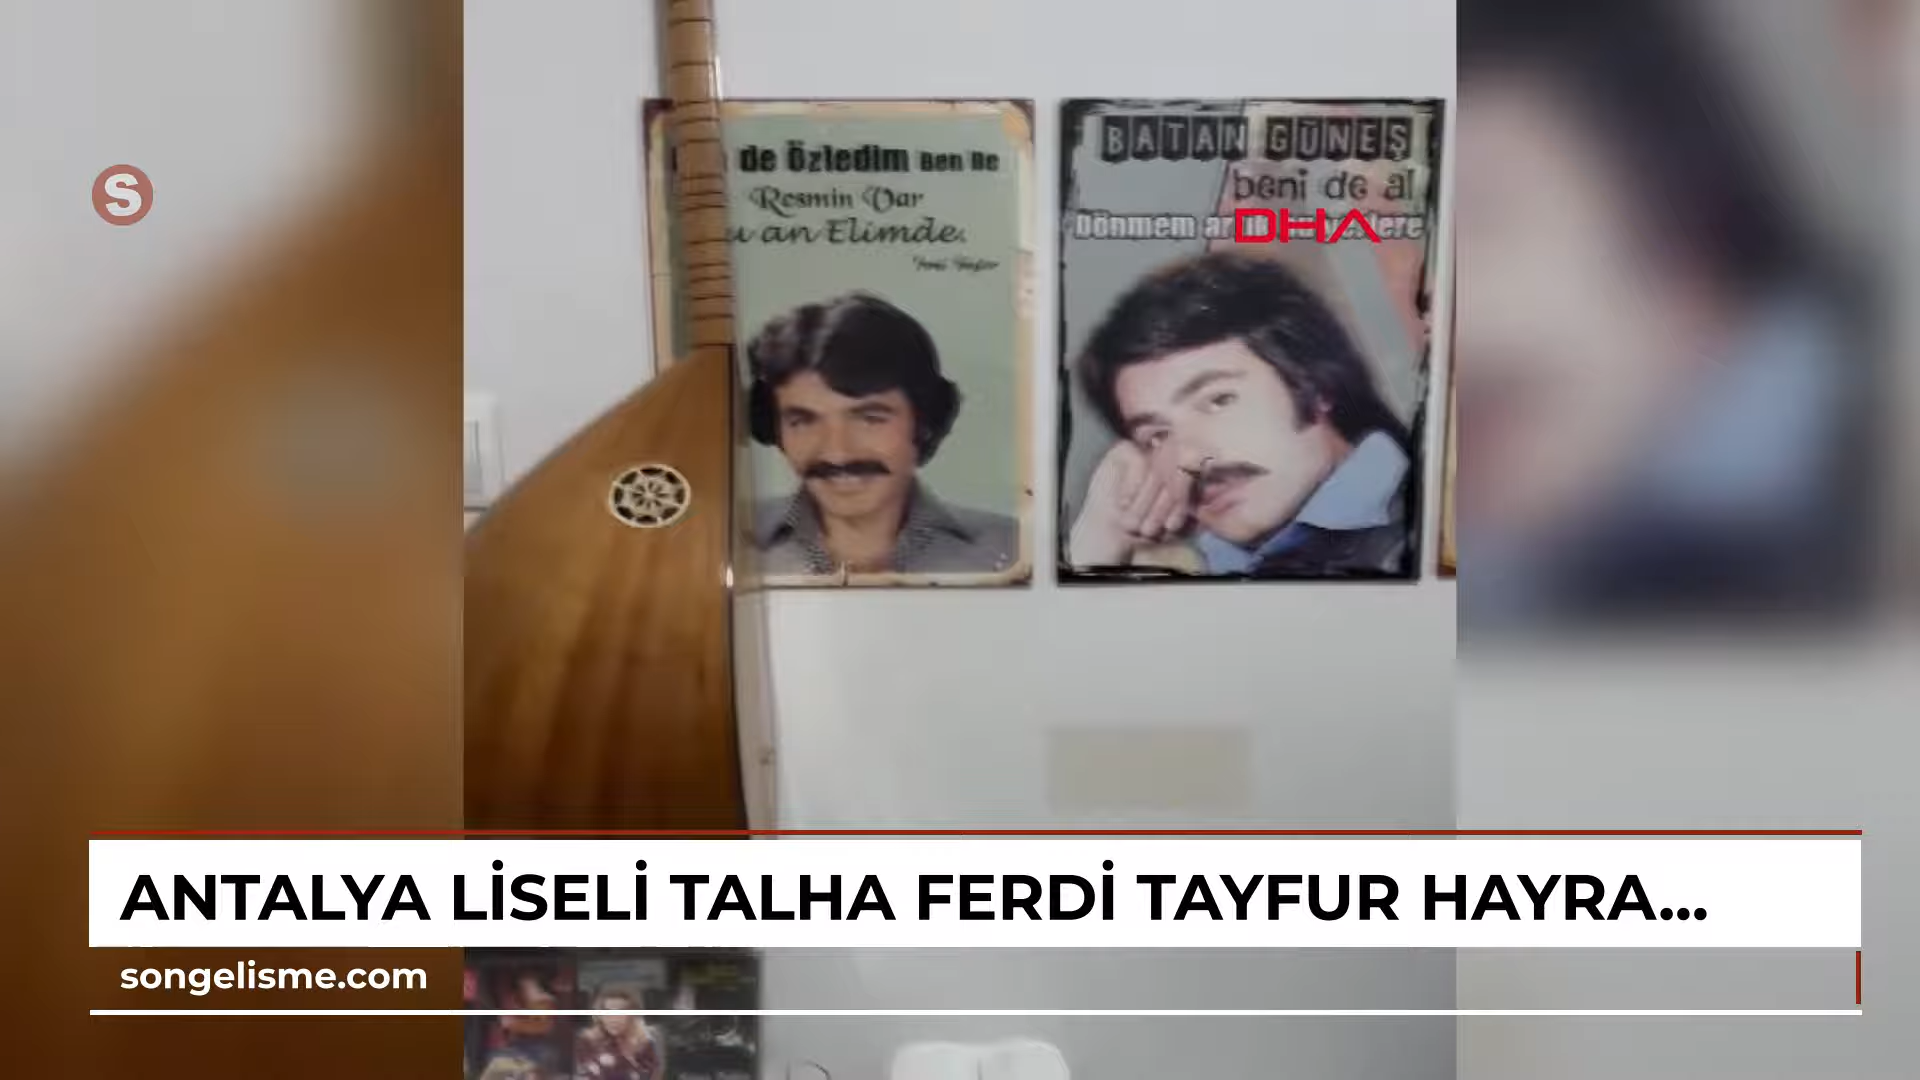 S
de Özledim Ben De
Resmin Var
an Elimde.
BATAN GÜNEŞ
beni de al
Dönmem
DHA
ANTALYA LİSELİ TALHA FERDİ TAYFUR HAYRA...
songelisme.com